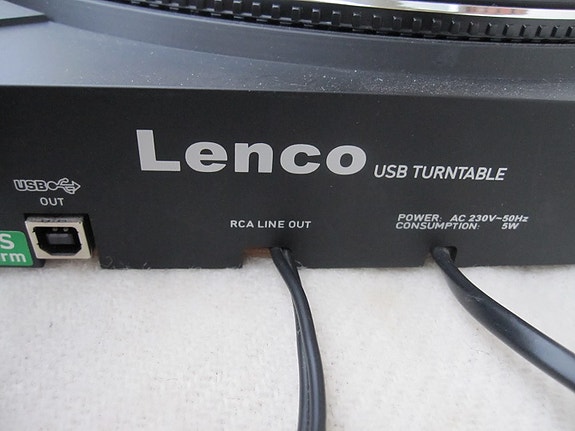 Lenco USB TURNTABLE
USB
OUT
RCA LINE OUT
POWER: AC 230V~50Hz
CONSUMPTION: 5W